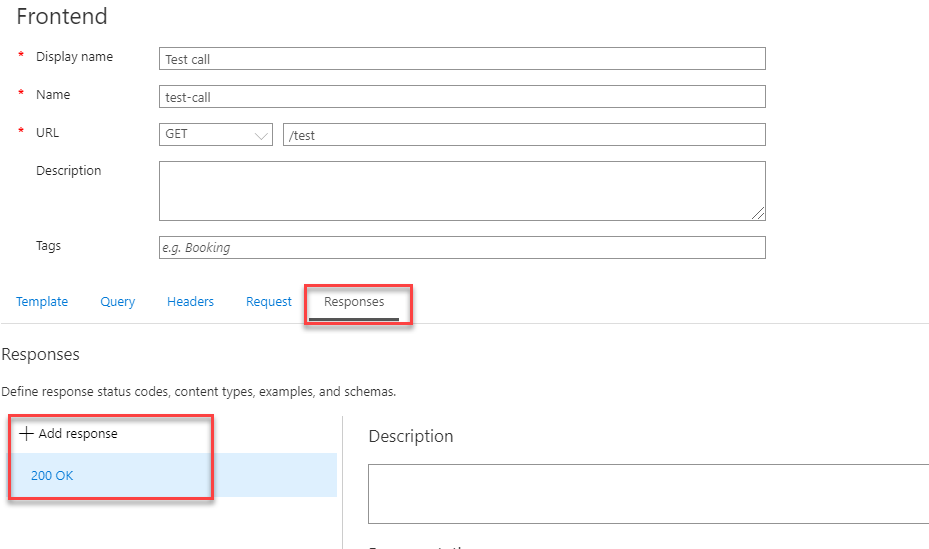 Frontend
* Display name Test call
* Name test-call
* URL GET /test
Description
Tags e.g. Booking
Template Query Headers Request Responses
Responses
Define response status codes, content types, examples, and schemas.
+ Add response
200 OK
Description